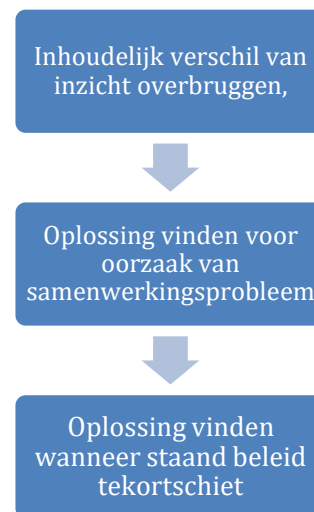 Inhoudelijk verschil van
inzicht overbruggen,
Oplossing vinden voor
oorzaak van
samenwerkingsprobleem
Oplossing vinden
wanneer staand beleid
tekortschiet